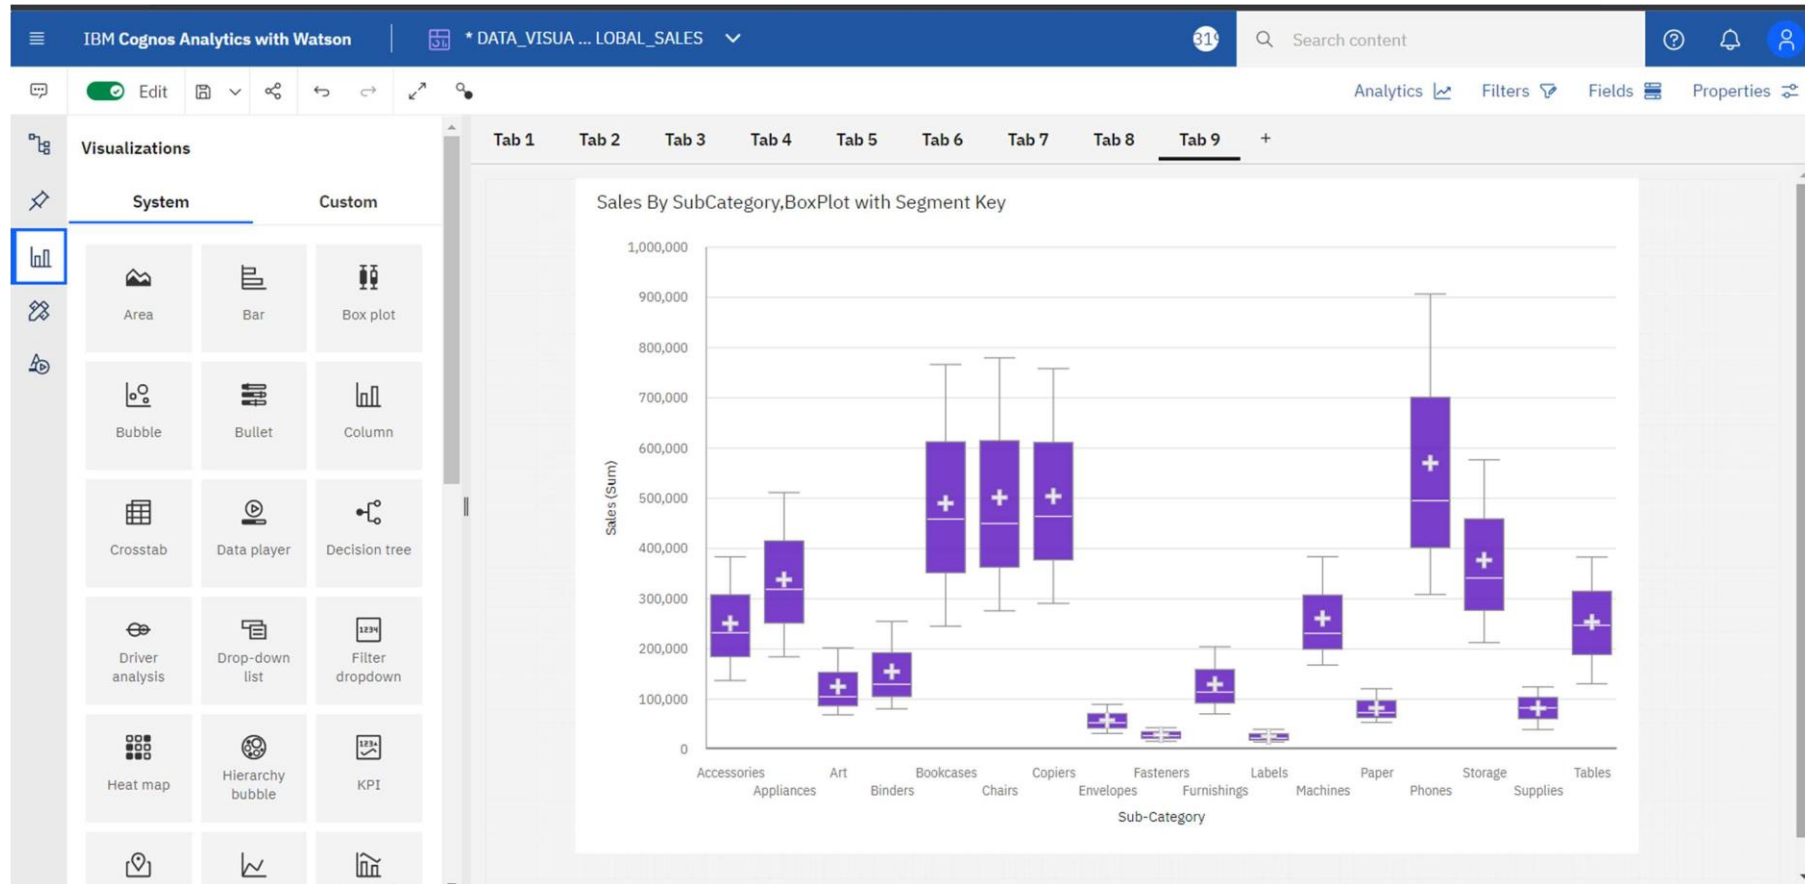 IBM Cognos Analytics with Watson
* DATA_VISUA ... LOBAL_SALES
Search content
Edit
Analytics
Filters
Fields
Properties
Visualizations
System
Custom
Area
Bar
Box plot
Bubble
Bullet
Column
Crosstab
Data player
Decision tree
Driver
analysis
Drop-down
list
Filter
dropdown
Heat map
Hierarchy
bubble
KPI
Tab 1
Tab 2
Tab 3
Tab 4
Tab 5
Tab 6
Tab 7
Tab 8
Tab 9
+
Sales By SubCategory,BoxPlot with Segment Key
1,000,000
900,000
800,000
700,000
600,000
500,000
400,000
300,000
200,000
100,000
0
Sales (Sum)
Accessories
Appliances
Art
Binders
Bookcases
Chairs
Copiers
Envelopes
Fasteners
Furnishings
Labels
Machines
Paper
Phones
Storage
Supplies
Tables
Sub-Category